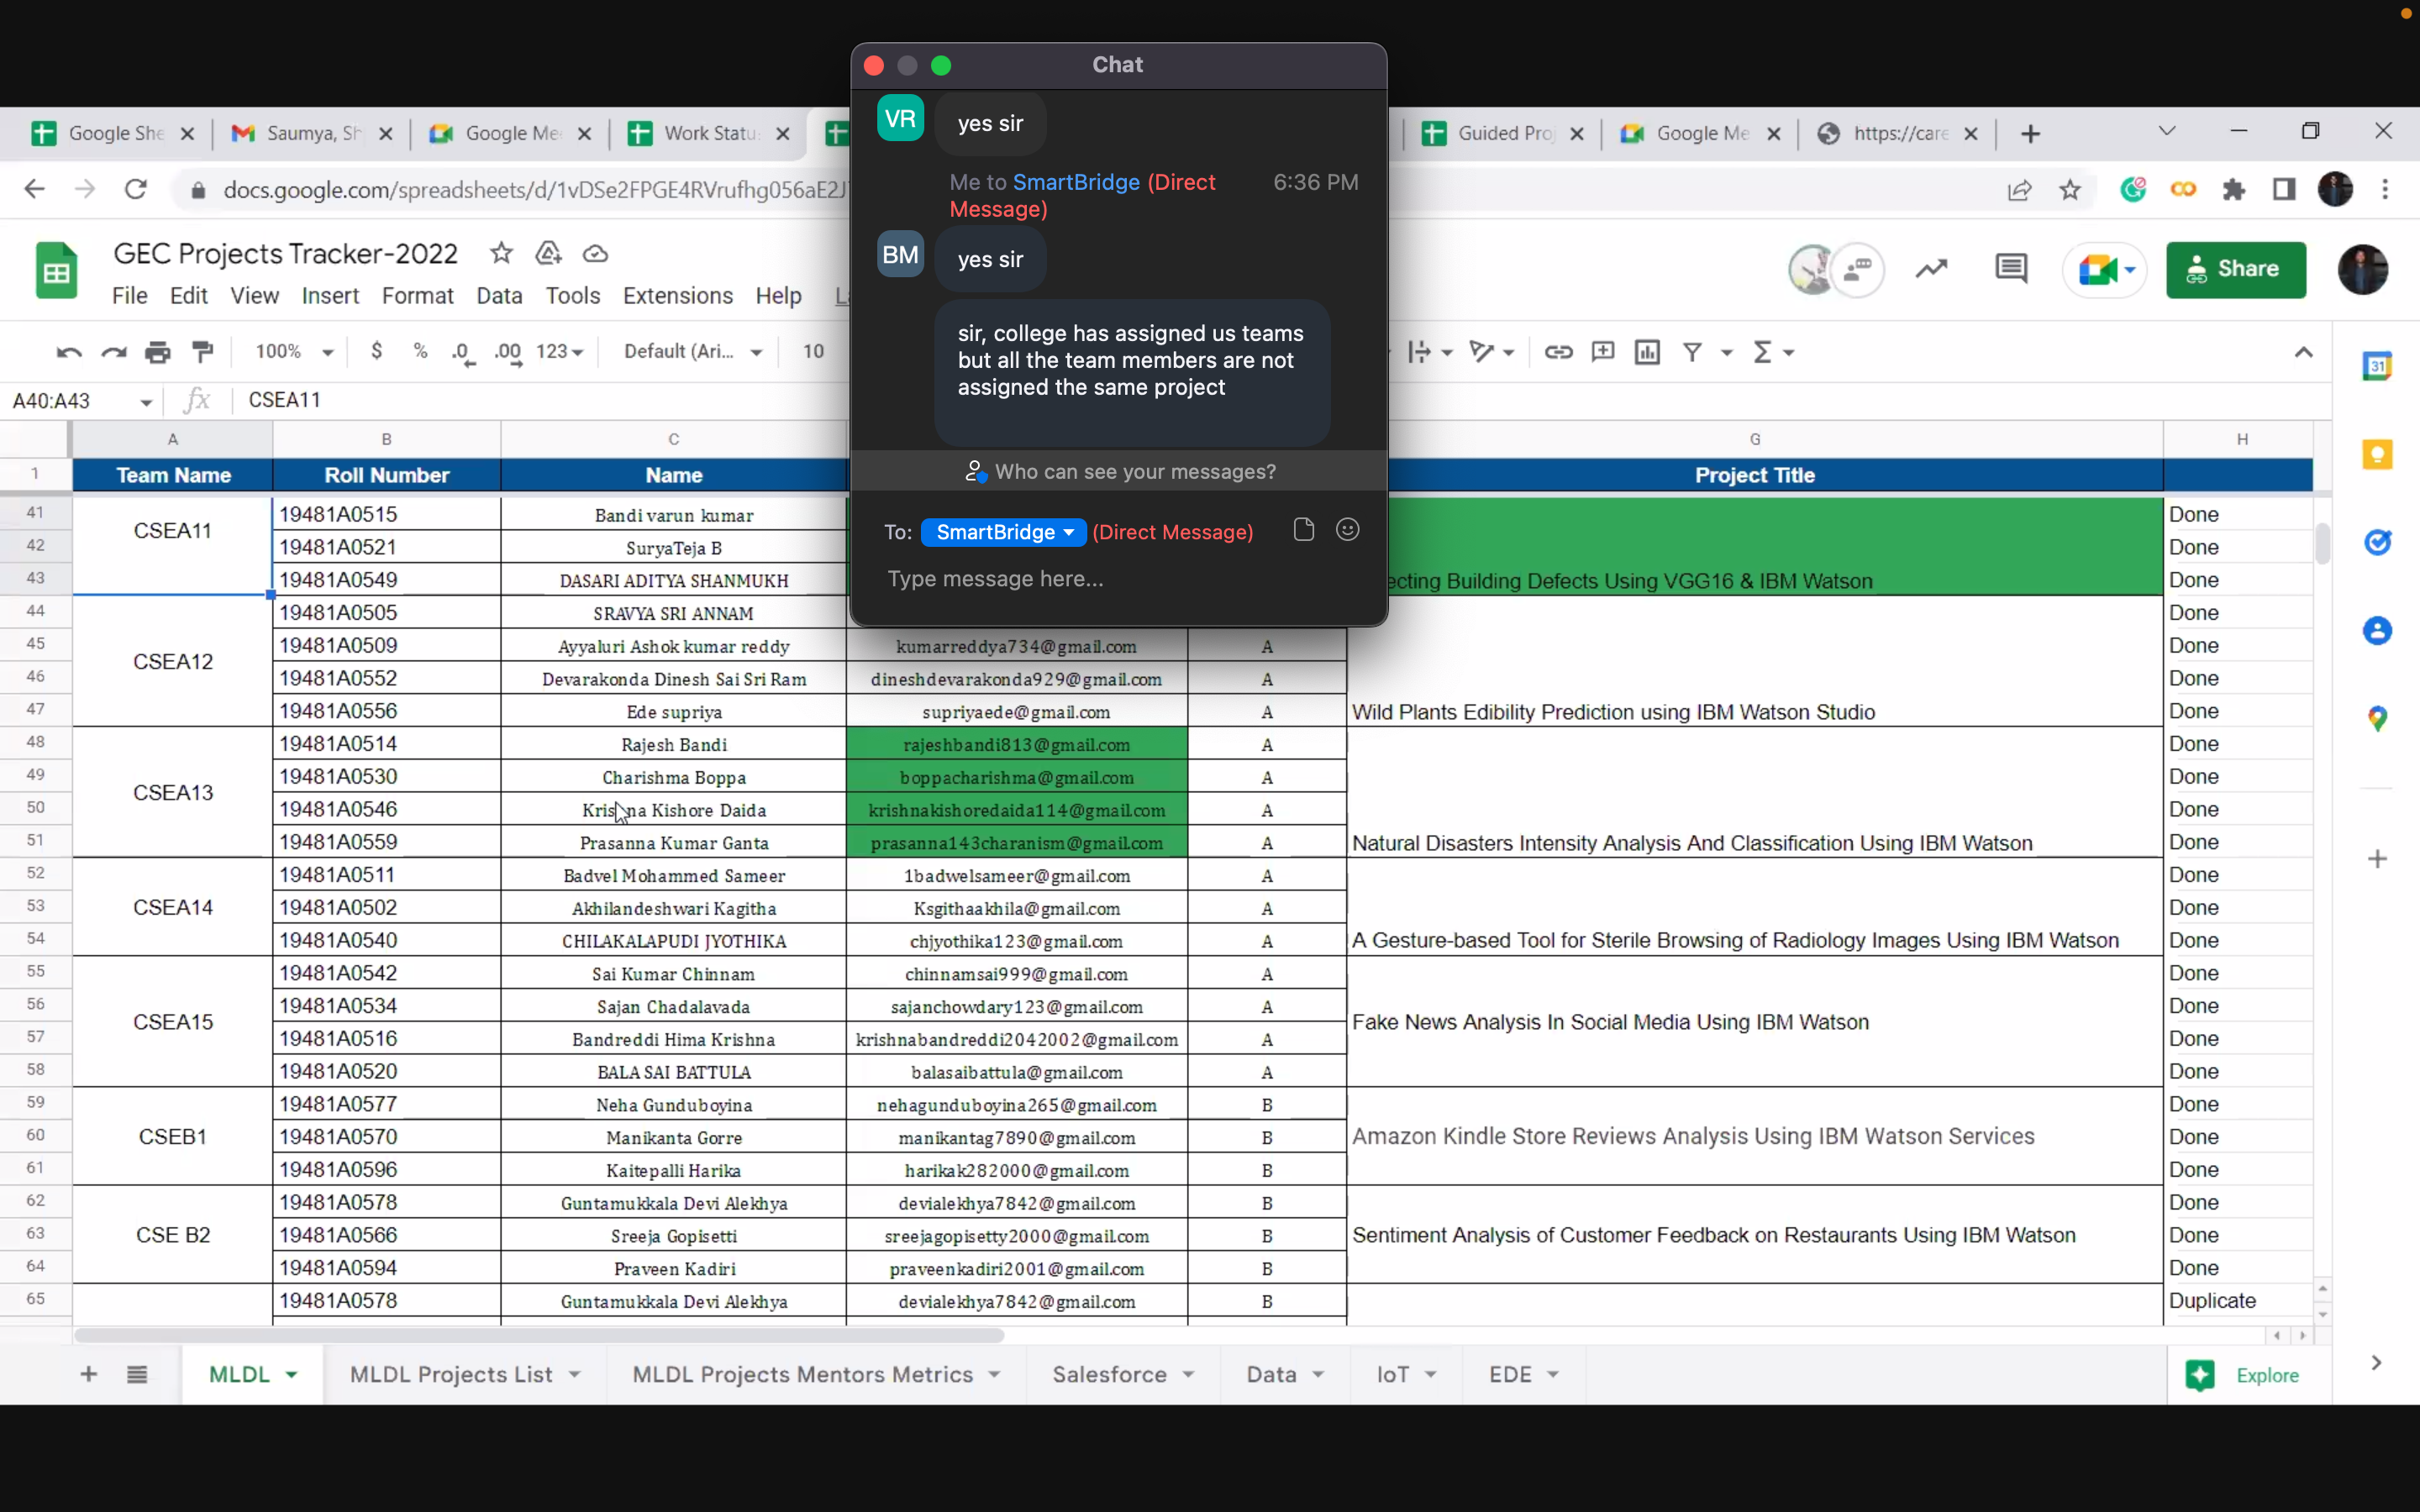 Chat
VR
yes sir
Me to SmartBridge (Direct Message) 6:36 PM
BM
yes sir
sir, college has assigned us teams
but all the team members are not
assigned the same project
Who can see your messages?
To: SmartBridge (Direct Message)
Type message here...
Google She Saumya, Sh Google Me Work Statu Guided Pro Google Me https://care
docs.google.com/spreadsheets/d/1vDSe2FPGE4RVrufhg056aE2J
GEC Projects Tracker-2022
File Edit View Insert Format Data Tools Extensions Help
Share
100% $ % .0 .00 123 Default (Ari... 10
A40:A43 fx CSEA11
A B C G H
1 Team Name Roll Number Name Project Title
41 CSEA11 19481A0515 Bandi varun kumar Done
42 19481A0521 SuryaTeja B Done
43 19481A0549 DASARI ADITYA SHANMUKH ecting Building Defects Using VGG16 & IBM Watson Done
44 19481A0505 SRAVYA SRI ANNAM Done
45 CSEA12 19481A0509 Ayyaluri Ashok kumar reddy kumarreddya734@gmail.com A Done
46 19481A0552 Devarakonda Dinesh Sai Sri Ram dineshdevarakonda929@gmail.com A Done
47 19481A0556 Ede supriya supriyaede@gmail.com A Wild Plants Edibility Prediction using IBM Watson Studio Done
48 19481A0514 Rajesh Bandi rajeshbandi813@gmail.com A Done
49 CSEA13 19481A0530 Charishma Boppa boppacharishma@gmail.com A Done
50 19481A0546 Krishna Kishore Daida krishnakishoredaida114@gmail.com A Done
51 19481A0559 Prasanna Kumar Ganta prasanna143charanism@gmail.com A Natural Disasters Intensity Analysis And Classification Using IBM Watson Done
52 19481A0511 Badvel Mohammed Sameer 1badwelsameer@gmail.com A Done
53 CSEA14 19481A0502 Akhilandeshwari Kagitha Ksgithaakhila@gmail.com A Done
54 19481A0540 CHILAKALAPUDI JYOTHIKA chjyothika123@gmail.com A A Gesture-based Tool for Sterile Browsing of Radiology Images Using IBM Watson Done
55 19481A0542 Sai Kumar Chinnam chinnamsai999@gmail.com A Done
56 CSEA15 19481A0534 Sajan Chadalavada sajanchowdary123@gmail.com A Fake News Analysis In Social Media Using IBM Watson Done
57 19481A0516 Bandreddi Hima Krishna krishnabandreddi2042002@gmail.com A Done
58 19481A0520 BALA SAI BATTULA balasaibattula@gmail.com A Done
59 19481A0577 Neha Gunduboyina nehagunduboyina265@gmail.com B Done
60 CSEB1 19481A0570 Manikanta Gorre manikantag7890@gmail.com B Amazon Kindle Store Reviews Analysis Using IBM Watson Services Done
61 19481A0596 Kaitepalli Harika harikak282000@gmail.com B Done
62 19481A0578 Guntamukkala Devi Alekhya devialekhya7842@gmail.com B Done
63 CSE B2 19481A0566 Sreeja Gopisetti sreejagopisetty2000@gmail.com B Sentiment Analysis of Customer Feedback on Restaurants Using IBM Watson Done
64 19481A0594 Praveen Kadiri praveenkadiri2001@gmail.com B Done
65 19481A0578 Guntamukkala Devi Alekhya devialekhya7842@gmail.com B Duplicate
MLDL MLDL Projects List MLDL Projects Mentors Metrics Salesforce Data IoT EDE Explore
31